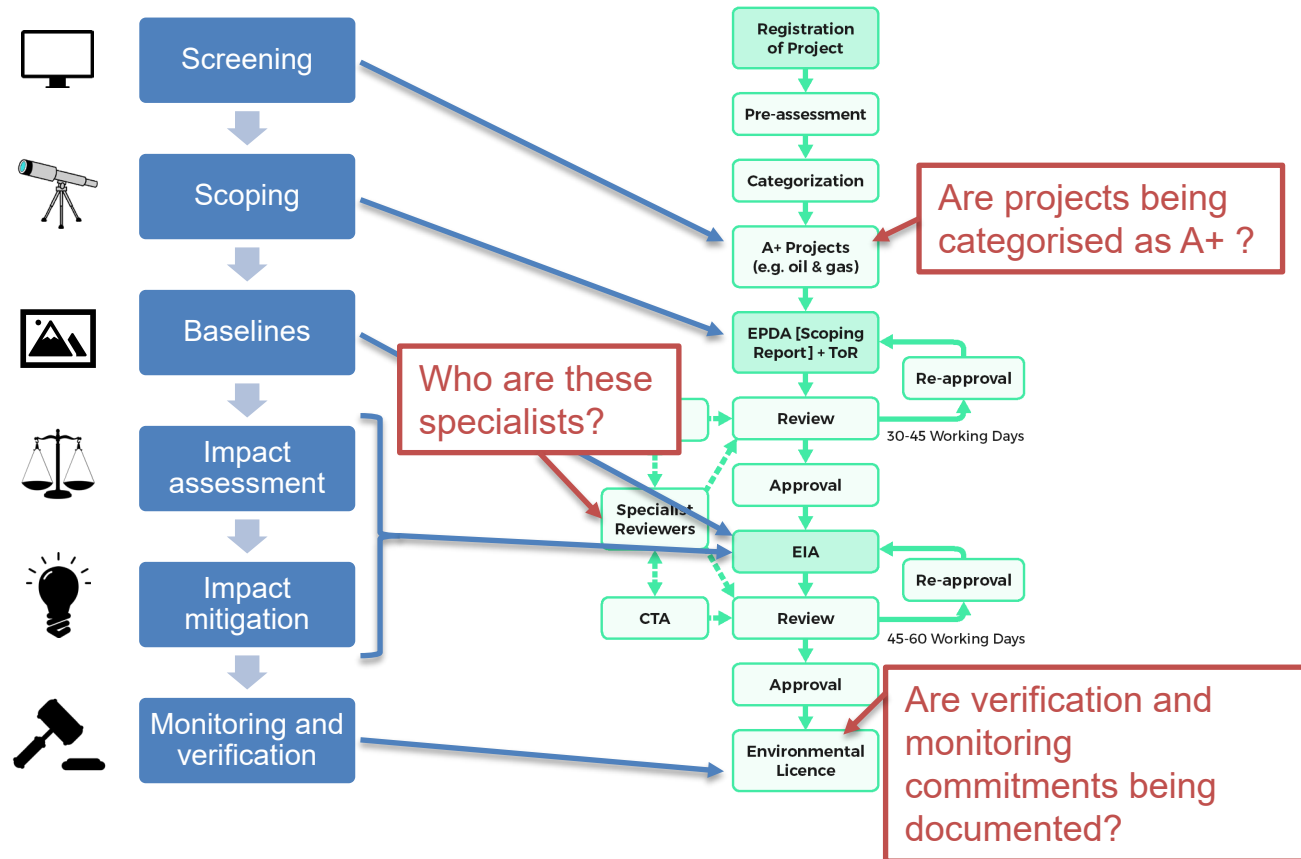 Screening
Scoping
Baselines
Impact
assessment
Impact
mitigation
Monitoring and
verification
Registration
of Project
Pre-assessment
Categorization
A+ Projects
(e.g. oil & gas)
EPDA [Scoping
Report] + ToR
Re-approval
Review
30-45 Working Days
Approval
Specialist
Reviewers
EIA
Re-approval
CTA
Review
45-60 Working Days
Approval
Environmental
Licence
Are projects being
categorised as A+ ?
Who are these
specialists?
Are verification and
monitoring
commitments being
documented?